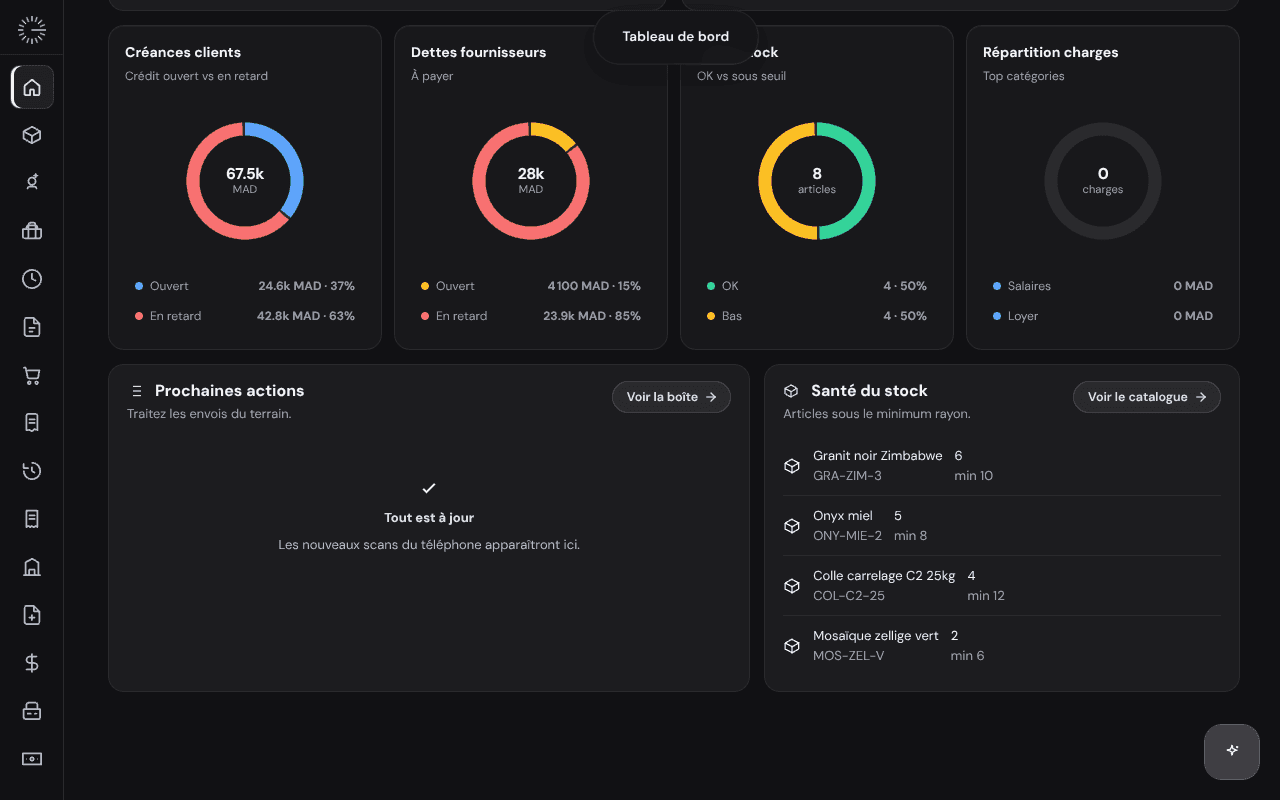 Tableau de bord
Créances clients
Crédit ouvert vs en retard
67.5k
MAD
Ouvert 24.6k MAD · 37%
En retard 42.8k MAD · 63%
Dettes fournisseurs
À payer
28k
MAD
Ouvert 4 100 MAD · 15%
En retard 23.9k MAD · 85%
OK vs sous seuil
8
articles
OK 4 · 50%
Bas 4 · 50%
Répartition charges
Top catégories
0
charges
Salaires 0 MAD
Loyer 0 MAD
Prochaines actions
Traitez les envois du terrain.
Voir la boîte →
Tout est à jour
Les nouveaux scans du téléphone apparaîtront ici.
Santé du stock
Articles sous le minimum rayon.
Voir le catalogue →
Granit noir Zimbabwe 6
GRA-ZIM-3 min 10
Onyx miel 5
ONY-MIE-2 min 8
Colle carrelage C2 25kg 4
COL-C2-25 min 12
Mosaïque zellige vert 2
MOS-ZEL-V min 6